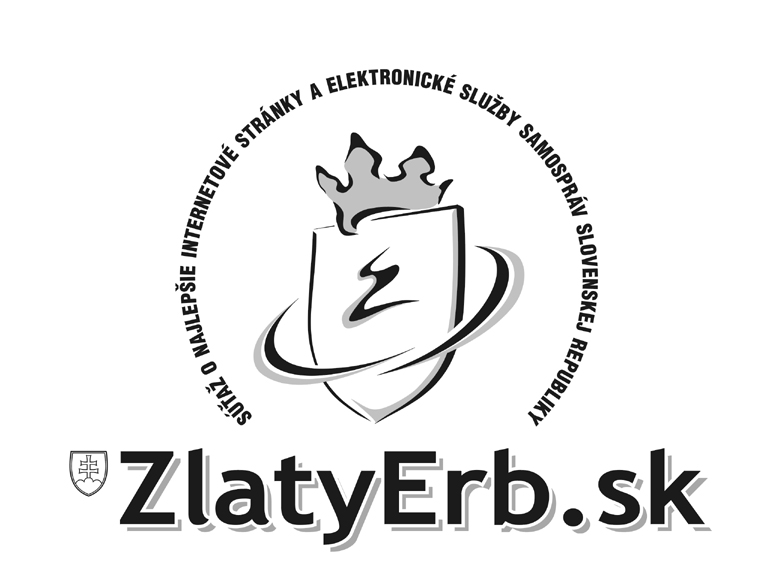 SÚŤAŽ O NAJLEPŠIE INTERNETOVÉ STRÁNKY A ELEKTRONICKÉ SLUŽBY SAMOSPRÁV SLOVENSKEJ REPUBLIKY
Z
ZlatyErb.sk